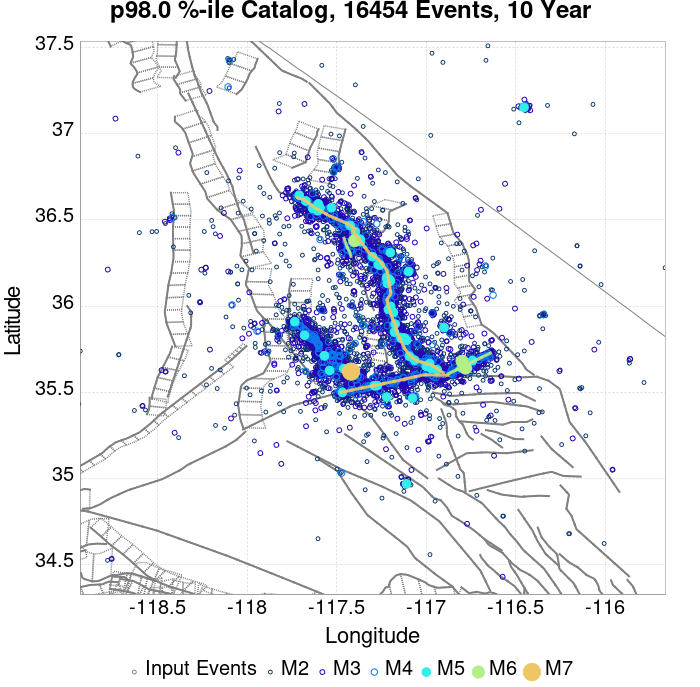 p98.0 %-ile Catalog, 16454 Events, 10 Year
37.5
37
36.5
36
35.5
35
34.5
Latitude
-118.5 -118 -117.5 -117 -116.5 -116
Longitude
Input Events M2 M3 M4 M5 M6 M7